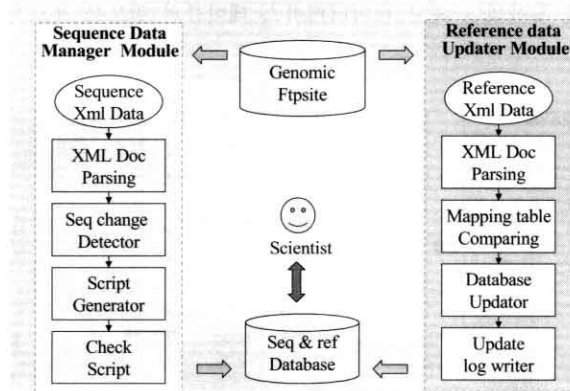 Sequence Data
Manager Module
Sequence
Xml Data
XML Doc
Parsing
Seq change
Detector
Script
Generator
Check
Script
Genomic
Ftpsite
Scientist
Seq & ref
Database
Reference data
Updater Module
Reference
Xml Data
XML Doc
Parsing
Mapping table
Comparing
Database
Updator
Update
log writer